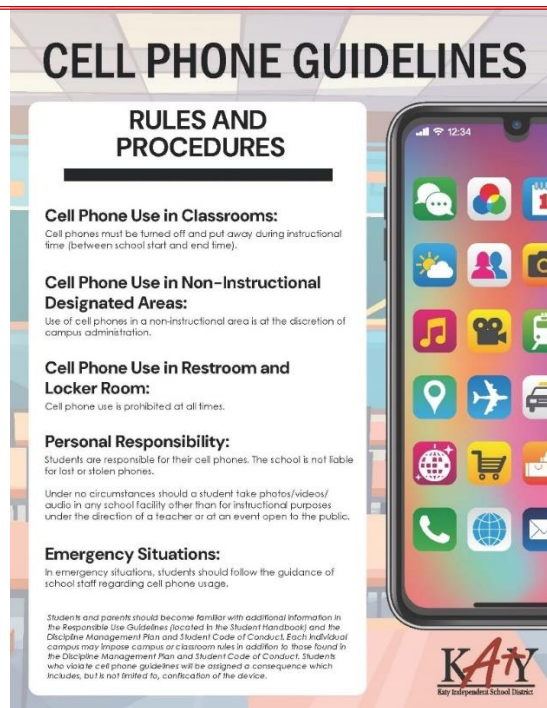 CELL PHONE GUIDELINES
RULES AND
PROCEDURES
Cell Phone Use in Classrooms:
Cell phones must be turned off and put away during instructional
time (between school start and end time).
Cell Phone Use in Non-Instructional
Designated Areas:
Use of cell phones in a non-instructional area is at the discretion of
campus administration.
Cell Phone Use in Restroom and
Locker Room:
Cell phone use is prohibited at all times.
Personal Responsibility:
Students are responsible for their cell phones. The school is not liable
for lost or stolen phones.
Under no circumstances should a student take photos/videos/
audio in any school facility other than for instructional purposes
under the direction of a teacher or at an event open to the public.
Emergency Situations:
In emergency situations, students should follow the guidance of
school staff regarding cell phone usage.
Students and parents should become familiar with additional information in
the Responsible Use Guidelines (located in the Student Handbook) and the
Discipline Management Plan and Student Code of Conduct. Each individual
campus may impose campus or classroom rules in addition to those found in
the Discipline Management Plan and Student Code of Conduct. Students
who violate cell phone guidelines will be assigned a consequence which
includes, but is not limited to, confiscation of the device.
12:34
1
KATY
Katy Independent School District